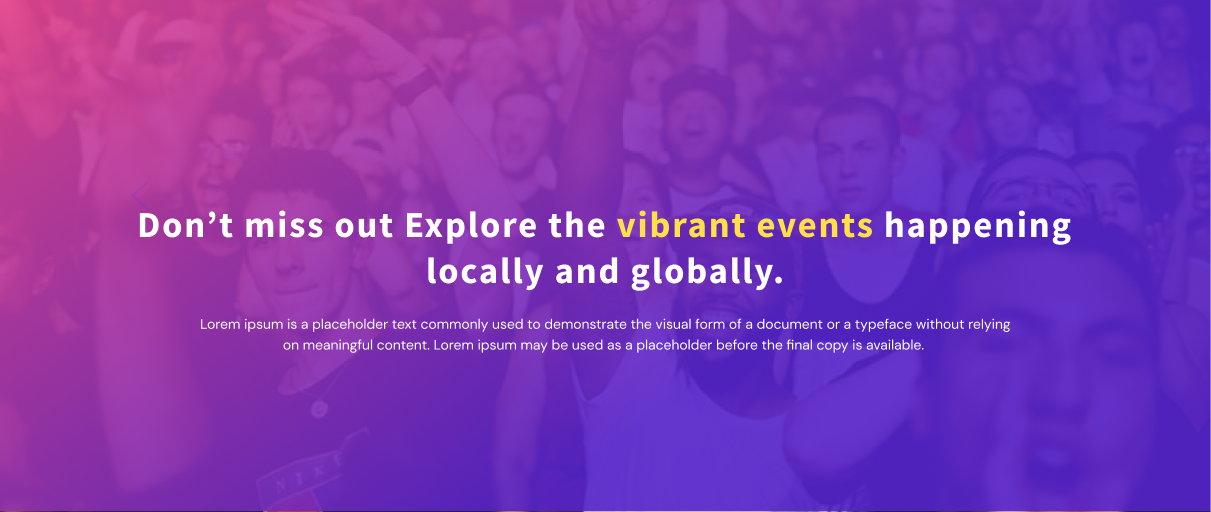 Don’t miss out Explore the vibrant events happening
locally and globally.
Lorem ipsum is a placeholder text commonly used to demonstrate the visual form of a document or a typeface without relying
on meaningful content. Lorem ipsum may be used as a placeholder before the final copy is available.